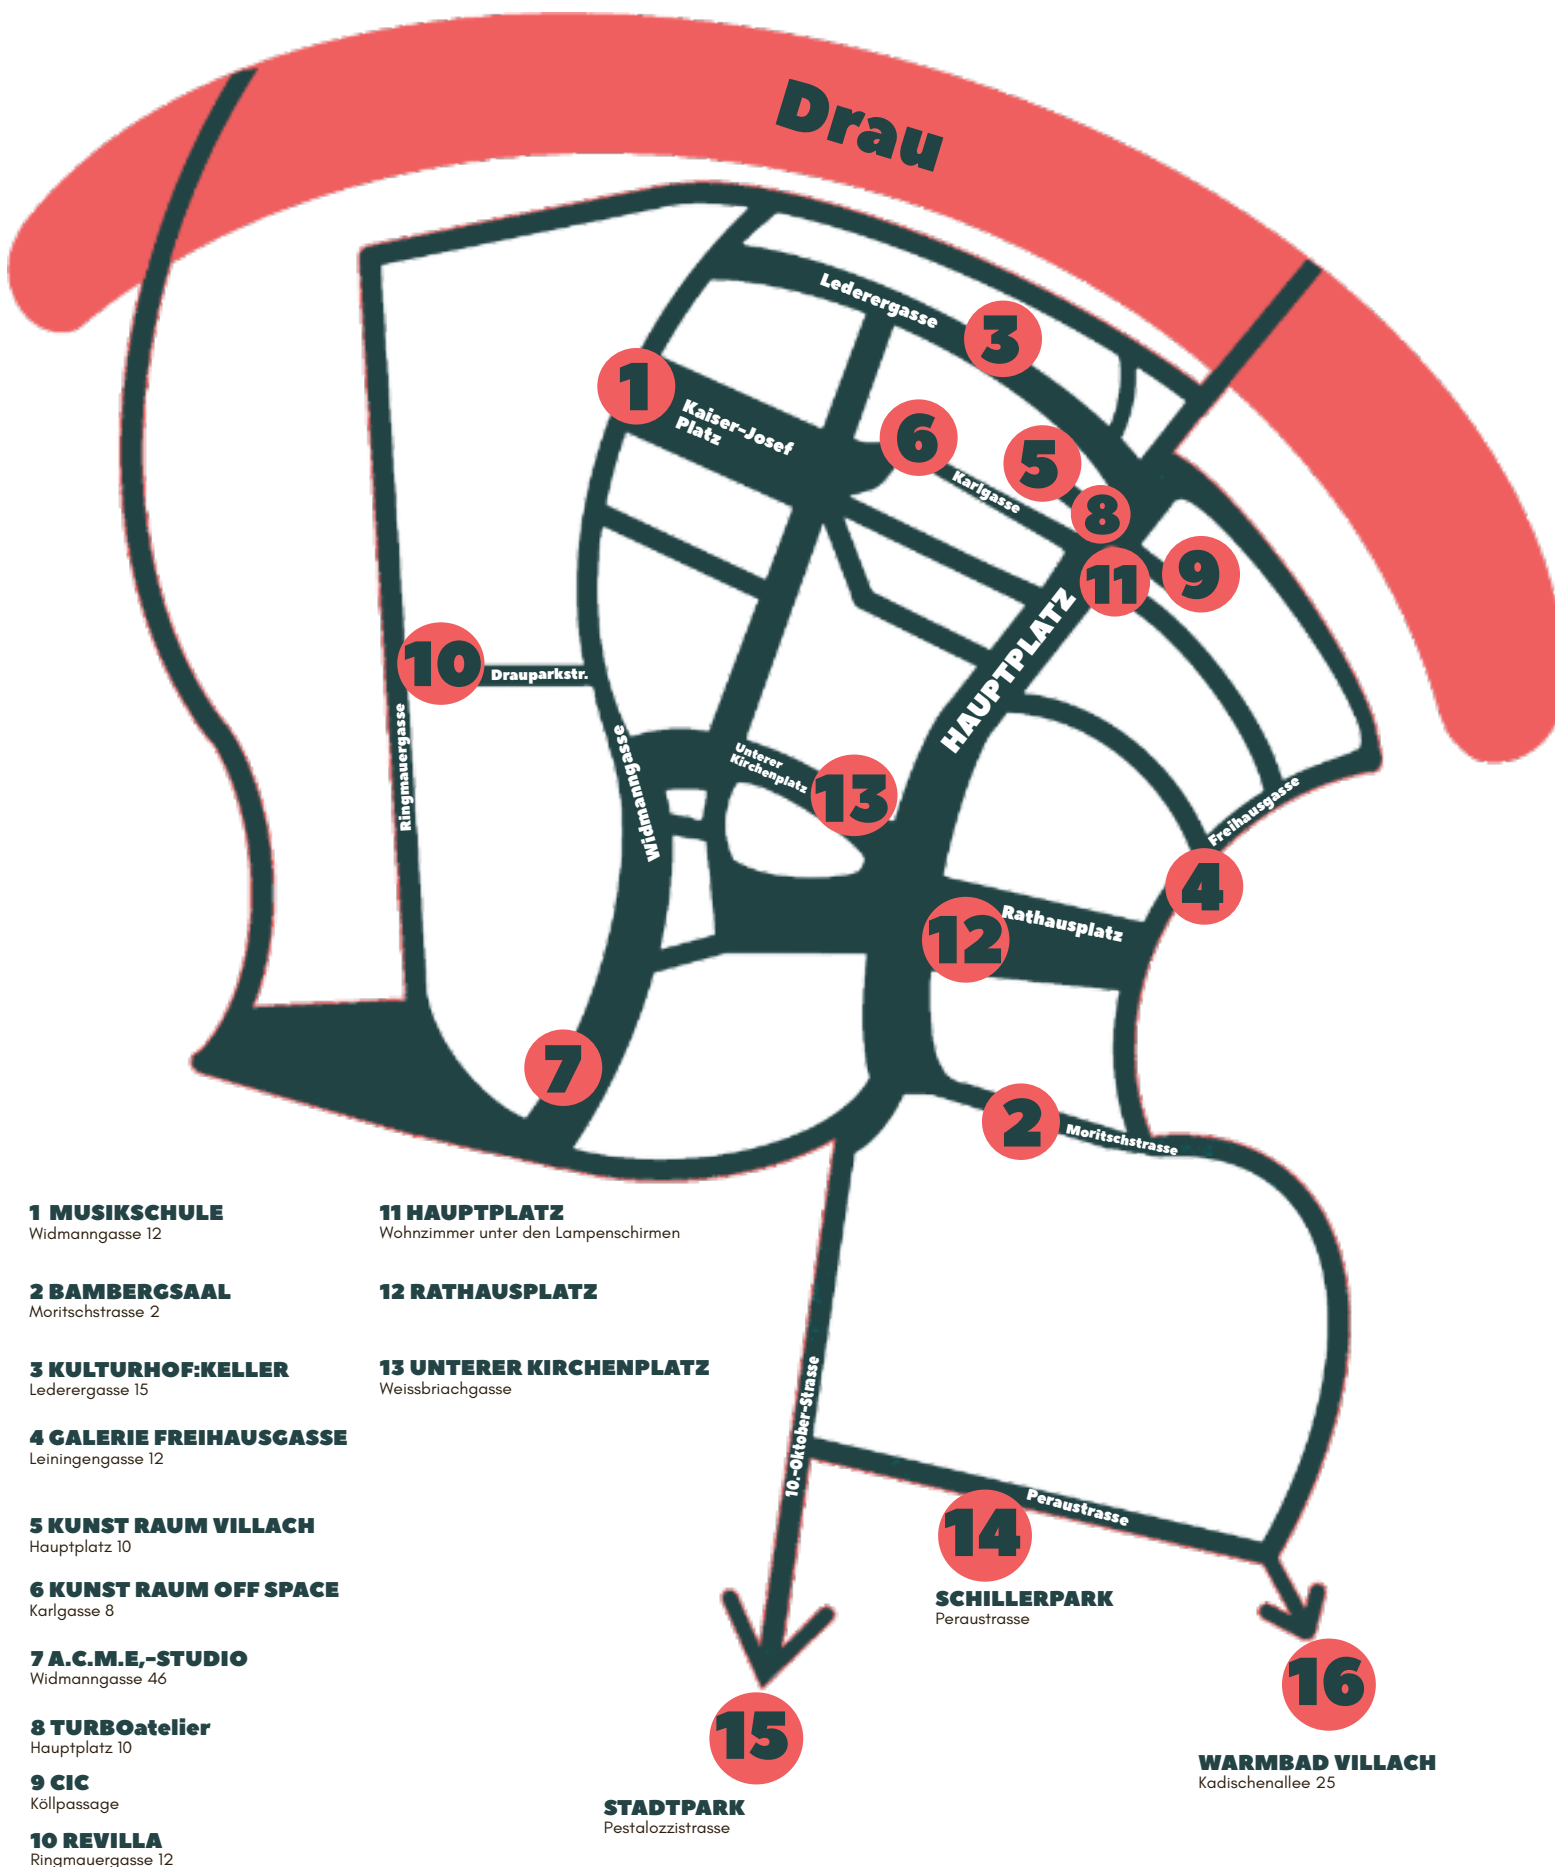 Drau
Lederergasse
3
1
Kaiser-Josef
Platz
6
5
Karlgasse
8
11
9
HAUPTPLATZ
10
Drauparkstr.
Ringmauergasse
Widmanngasse
Unterer
Kirchenplatz
13
Freihausgasse
4
12
Rathausplatz
7
2
Moritschstrasse
1 MUSIKSCHULE
Widmanngasse 12
2 BAMBERGSAAL
Moritschstrasse 2
3 KULTURHOF:KELLER
Lederergasse 15
4 GALERIE FREIHAUSGASSE
Leiningengasse 12
5 KUNST RAUM VILLACH
Hauptplatz 10
6 KUNST RAUM OFF SPACE
Karlgasse 8
7 A.C.M.E,-STUDIO
Widmanngasse 46
8 TURBOatelier
Hauptplatz 10
9 CIC
Köllpassage
10 REVILLA
Ringmauergasse 12
11 HAUPTPLATZ
Wohnzimmer unter den Lampenschirmen
12 RATHAUSPLATZ
13 UNTERER KIRCHENPLATZ
Weissbriachgasse
10.-Oktober-Strasse
Peraustrasse
14
SCHILLERPARK
Peraustrasse
16
WARMBAD VILLACH
Kadischenallee 25
15
STADTPARK
Pestalozzistrasse